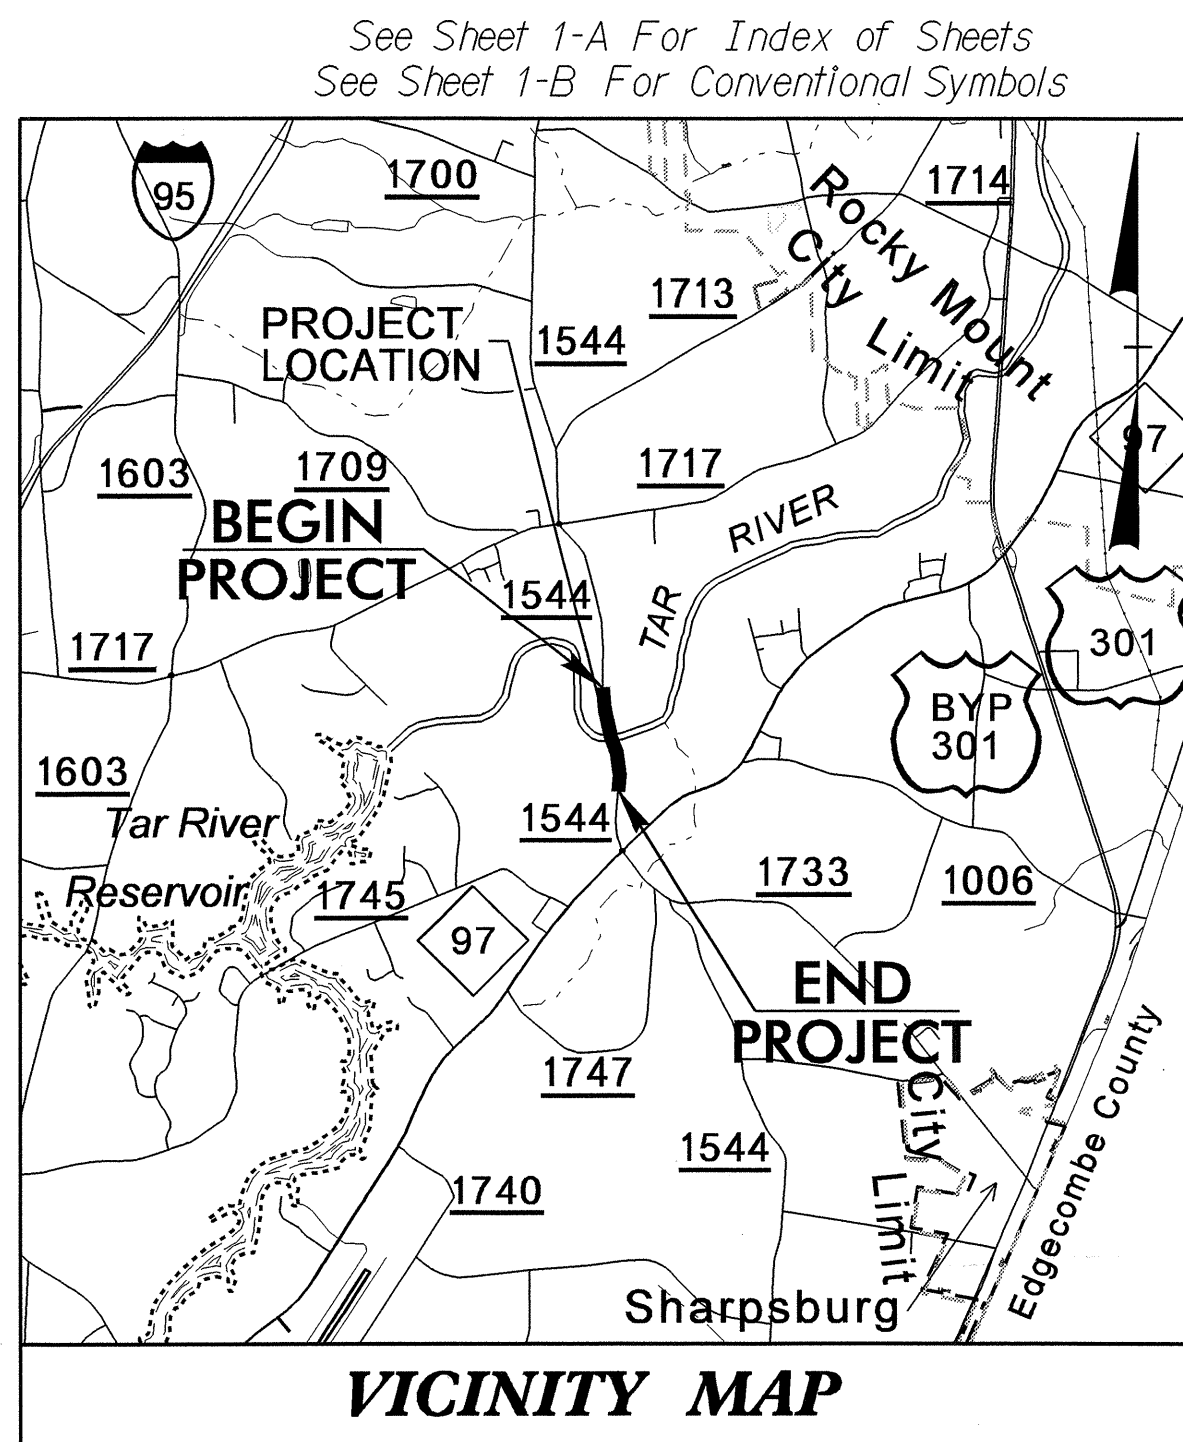 See Sheet 1-A For Index of Sheets
See Sheet 1-B For Conventional Symbols
95
1700
1714
Rocky Mount
City Limit
1713
PROJECT
LOCATION
1544
97
1603
1709
1717
BEGIN
PROJECT
RIVER
TAR
1544
1717
301
BYP
301
1603
Tar River
Reservoir
1544
1745
1733
1006
97
END
PROJECT
1747
City Limit
1544
1740
Edgecombe County
Sharpsburg
VICINITY MAP